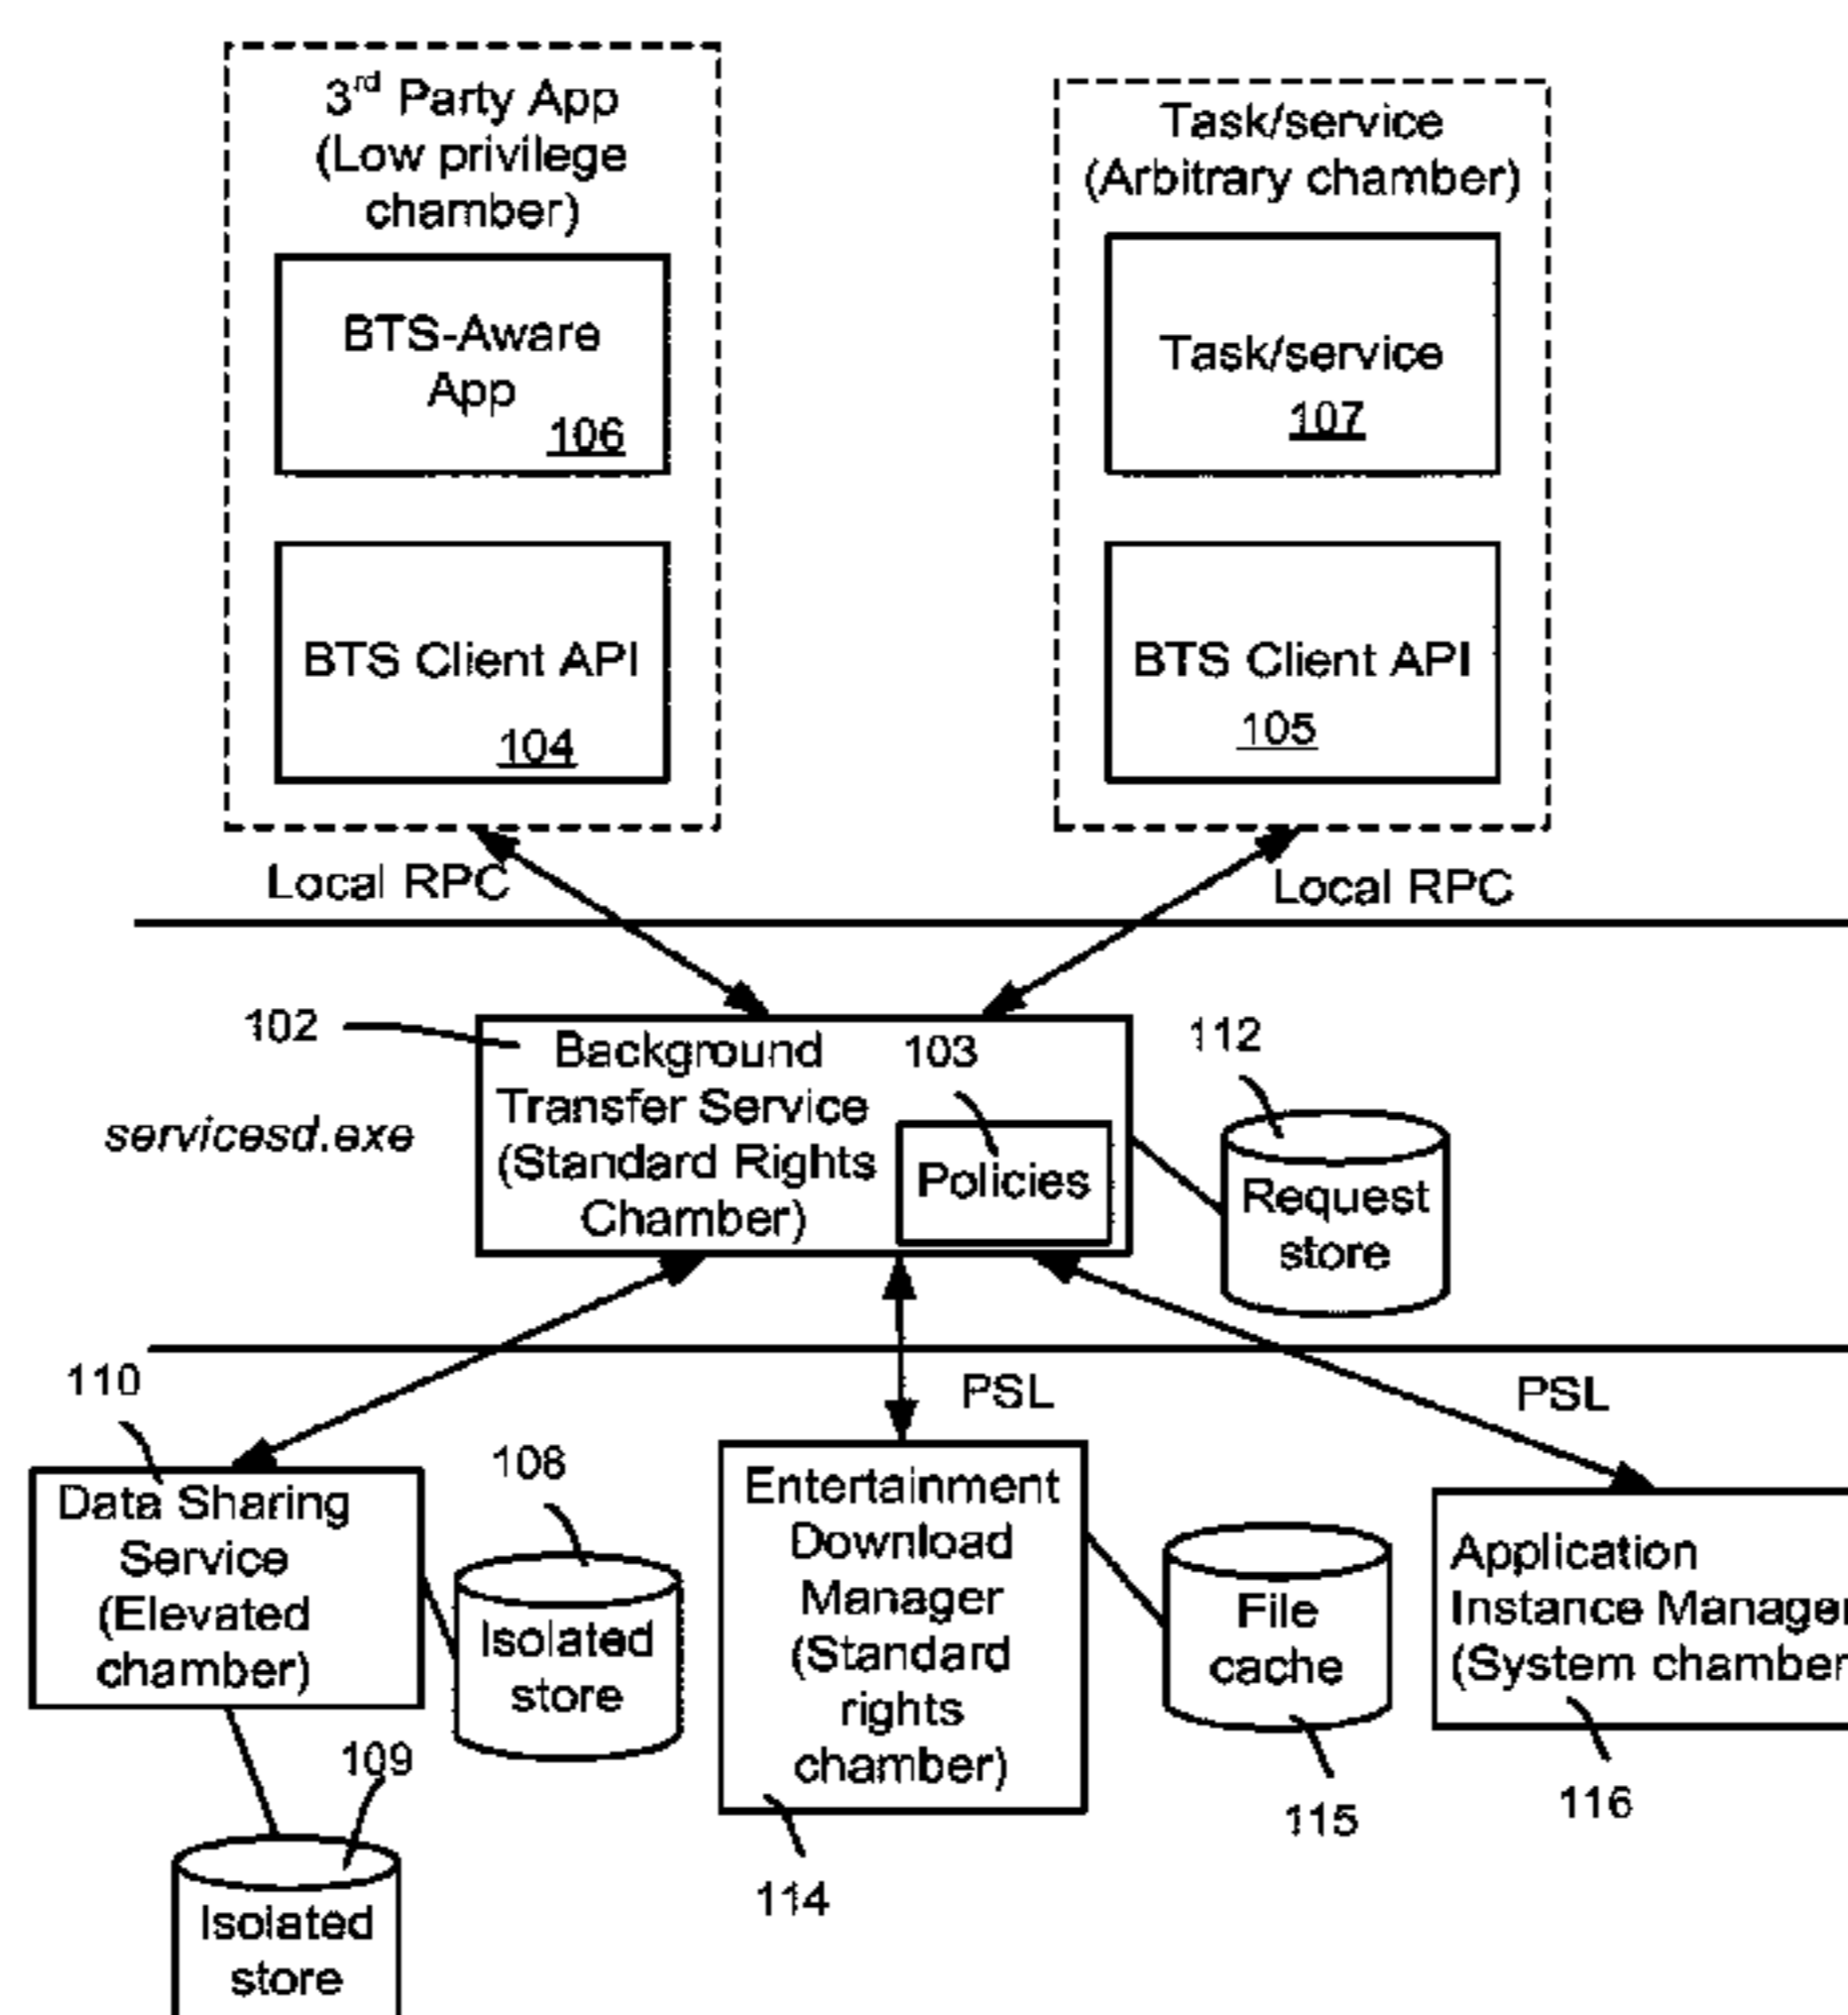 3rd Party App
(Low privilege
chamber)
BTS-Aware
App
106
BTS Client API
104
Task/service
(Arbitrary chamber)
Task/service
107
BTS Client API
105
Local RPC
Local RPC
102
servicesd.exe
Background
Transfer Service
(Standard Rights
Chamber)
103
Policies
112
Request
store
PSL
PSL
110
Data Sharing
Service
(Elevated
chamber)
108
Isolated
store
109
Isolated
store
Entertainment
Download
Manager
(Standard
rights
chamber)
114
File
cache
115
Application
Instance Manager
(System chamber
116